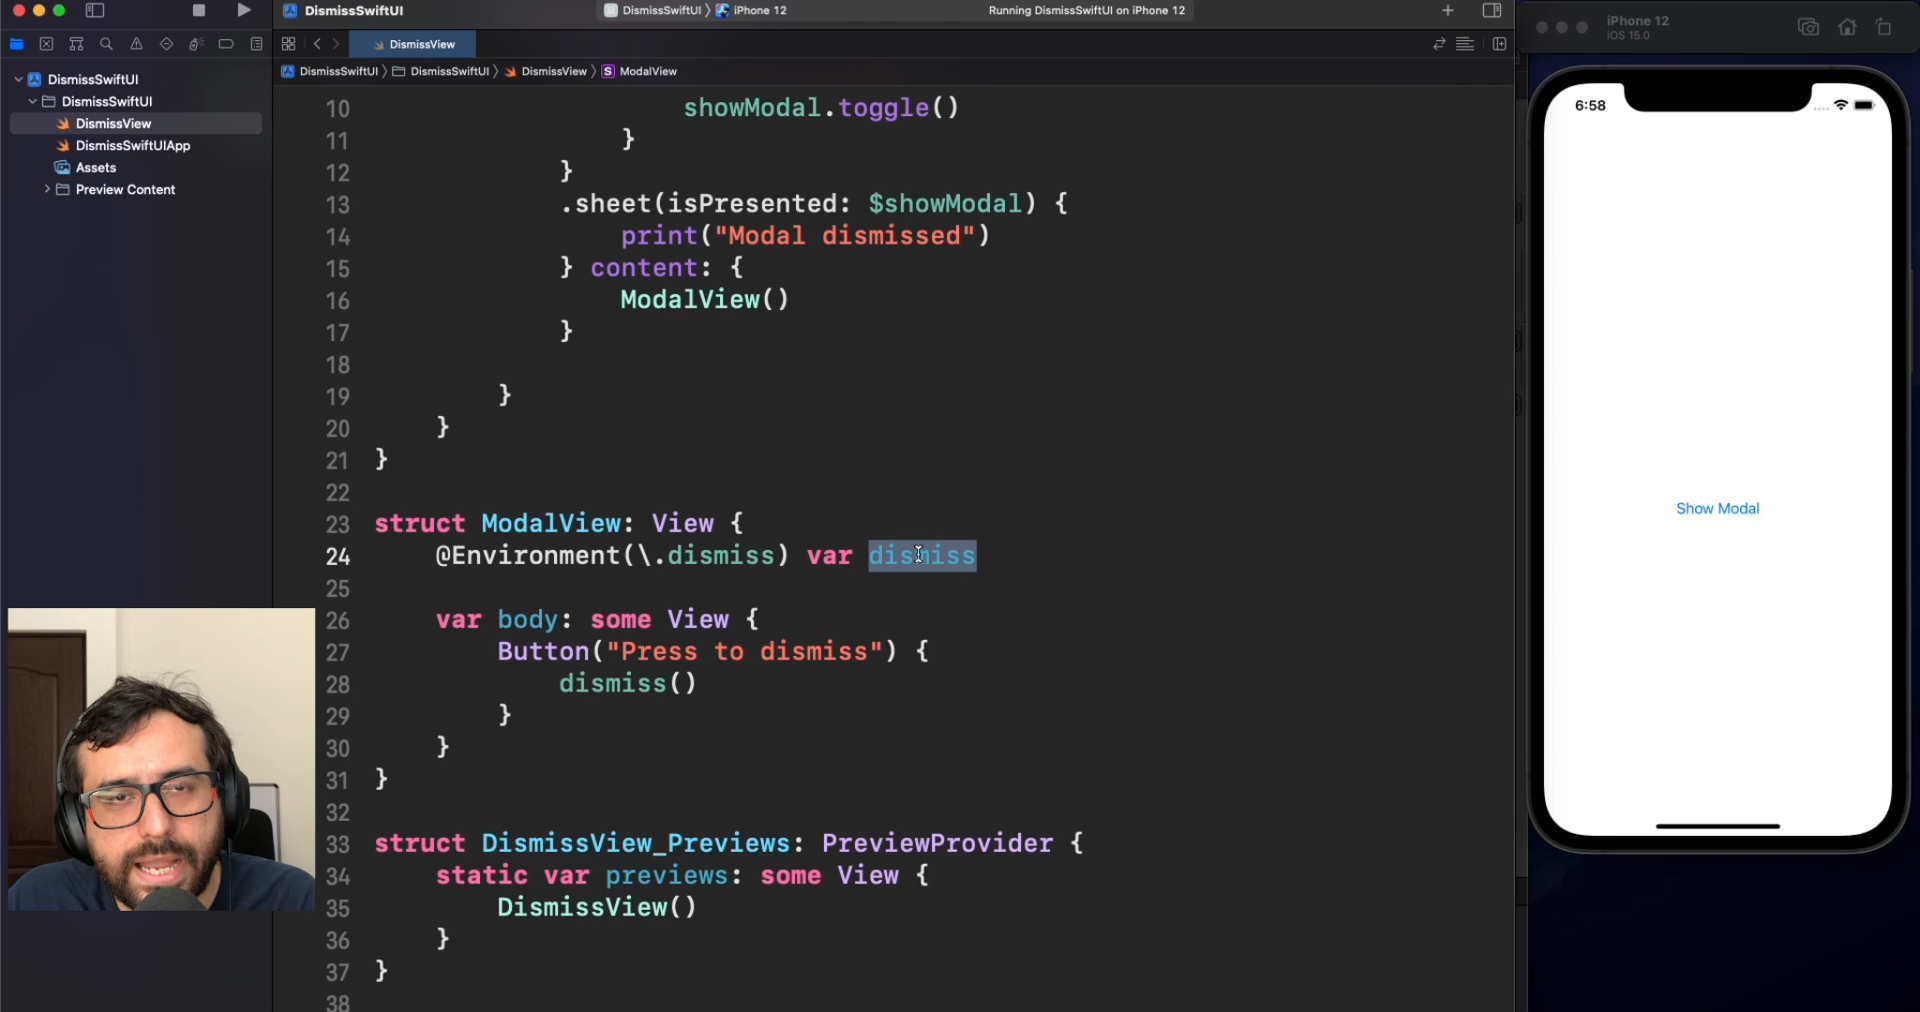 DismissSwiftUI
DismissSwiftUI
iPhone 12
Running DismissSwiftUI on iPhone 12
DismissView
DismissSwiftUI
DismissSwiftUI
DismissView
ModalView
DismissSwiftUI
DismissSwiftUI
DismissView
DismissSwiftUIApp
Assets
Preview Content
10 showModal.toggle()
11 }
12 }
13 .sheet(isPresented: $showModal) {
14 print("Modal dismissed")
15 } content: {
16 ModalView()
17 }
18
19 }
20 }
21 }
22
23 struct ModalView: View {
24 @Environment(\.dismiss) var dismiss
25
26 var body: some View {
27 Button("Press to dismiss") {
28 dismiss()
29 }
30 }
31 }
32
33 struct DismissView_Previews: PreviewProvider {
34 static var previews: some View {
35 DismissView()
36 }
37 }
38
iPhone 12
iOS 15.0
6:58
Show Modal